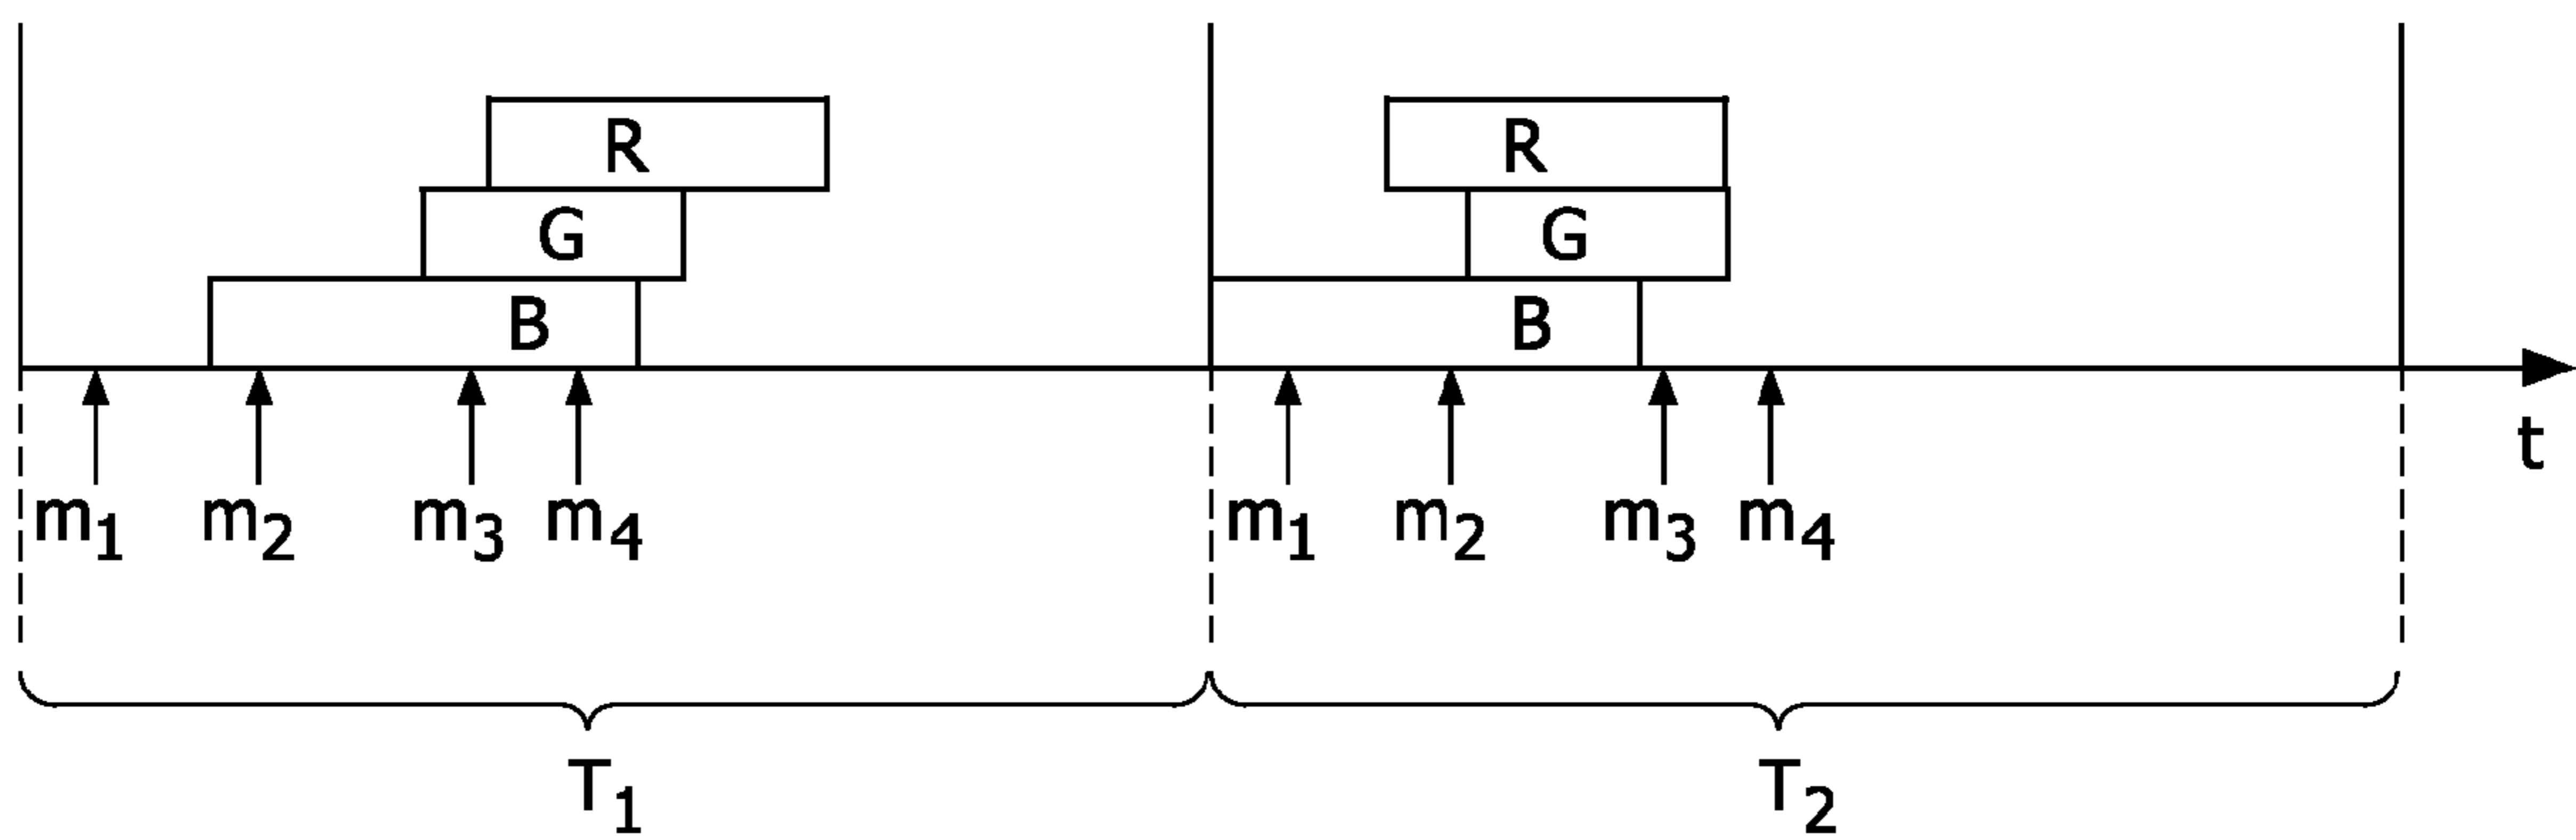 R R
G G
B B
t
m₁ m₂ m₃ m₄ m₁ m₂ m₃ m₄
T₁ T₂